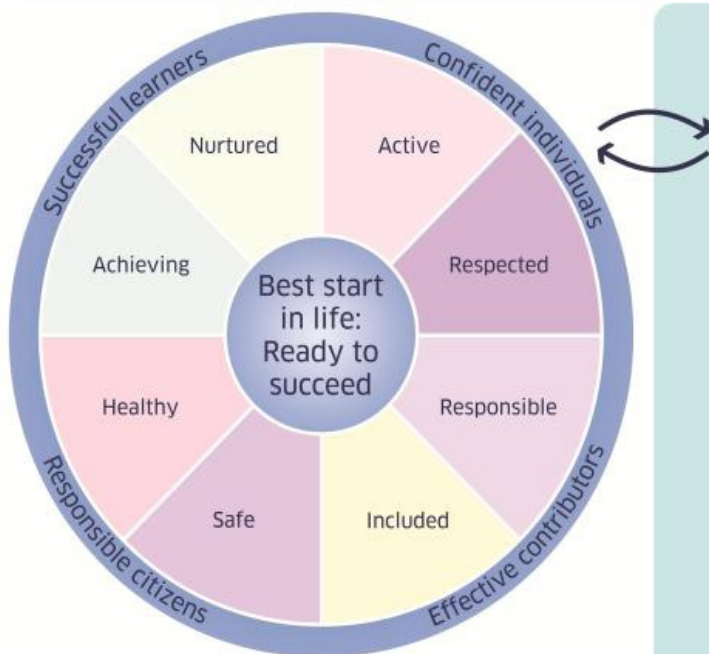 Successful learners
Confident individuals
Nurtured
Active
Achieving
Respected
Best start
in life:
Ready to
succeed
Healthy
Responsible
Safe
Included
Responsible citizens
Effective contributors